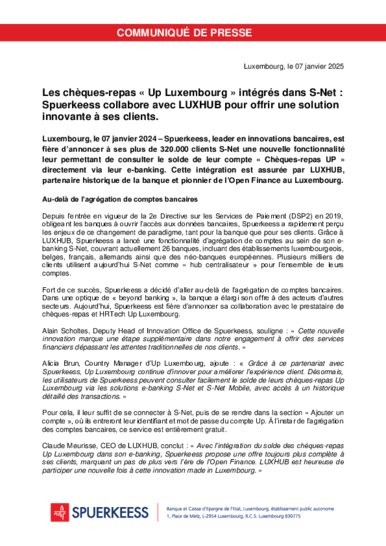 COMMUNIQUÉ DE PRESSE
Luxembourg, le 07 janvier 2025
Les chèques-repas « Up Luxembourg » intégrés dans S-Net :
Spuerkeess collabore avec LUXHUB pour offrir une solution
innovante à ses clients.
Luxembourg, le 07 janvier 2024 – Spuerkeess, leader en innovations bancaires, est
fière d'annoncer à ses plus de 320.000 clients S-Net une nouvelle fonctionnalité
leur permettant de consulter le solde de leur compte « Chèques-repas UP »
directement via leur e-banking. Cette intégration est assurée par LUXHUB,
partenaire historique de la banque et pionnier de l'Open Finance au Luxembourg.
Au-delà de l'agrégation de comptes bancaires
Depuis l'entrée en vigueur de la 2e Directive sur les Services de Paiement (DSP2) en 2019,
obligeant les banques à ouvrir l'accès aux données bancaires, Spuerkeess a rapidement perçu
les enjeux de ce changement de paradigme, tant pour la banque que pour ses clients. Grâce à
LUXHUB, Spuerkeess a lancé une fonctionnalité d'agrégation de comptes au sein de son e-
banking S-Net, couvrant actuellement 26 banques, incluant des établissements luxembourgeois,
belges, français, allemands ainsi que des néo-banques européennes. Plusieurs milliers de
clients utilisent aujourd'hui S-Net comme « hub centralisateur » pour l'ensemble de leurs
comptes.
Fort de ce succès, Spuerkeess a décidé d'aller au-delà de l'agrégation de comptes bancaires.
Dans une optique de « beyond banking », la banque a élargi son offre à des acteurs d'autres
secteurs. Aujourd'hui, Spuerkeess est fière d'annoncer sa collaboration avec le prestataire de
chèques-repas et HRTech Up Luxembourg.
Alain Scholtes, Deputy Head of Innovation Office de Spuerkeess, souligne : « Cette nouvelle
innovation marque une étape supplémentaire dans notre engagement à offrir des services
financiers dépassant les attentes traditionnelles de nos clients. »
Alicia Brun, Country Manager d'Up Luxembourg, ajoute : « Grâce à ce partenariat avec
Spuerkeess, Up Luxembourg continue d'innover pour améliorer l'expérience client. Désormais,
les utilisateurs de Spuerkeess peuvent consulter facilement le solde de leurs chèques-repas Up
Luxembourg via les solutions e-banking S-Net et S-Net Mobile, avec accès à un historique
détaillé des transactions. »
Pour cela, il leur suffit de se connecter à S-Net, puis de se rendre dans la section « Ajouter un
compte », où ils entreront leur identifiant et mot de passe du compte Up. À l'instar de l'agrégation
des comptes bancaires, ce service est entièrement gratuit.
Claude Meurisse, CEO de LUXHUB, conclut : « Avec l'intégration du solde des chèques-repas
Up Luxembourg dans son e-banking, Spuerkeess propose une offre toujours plus complète à
ses clients, marquant un pas de plus vers l'ère de l'Open Finance. LUXHUB est heureuse de
participer une nouvelle fois à cette innovation made in Luxembourg. »
SPUERKEESS
Banque et Caisse d'Epargne de l'Etat, Luxembourg, établissement public autonome
1, Place de Metz, L-2954 Luxembourg, R.C.S. Luxembourg B30775